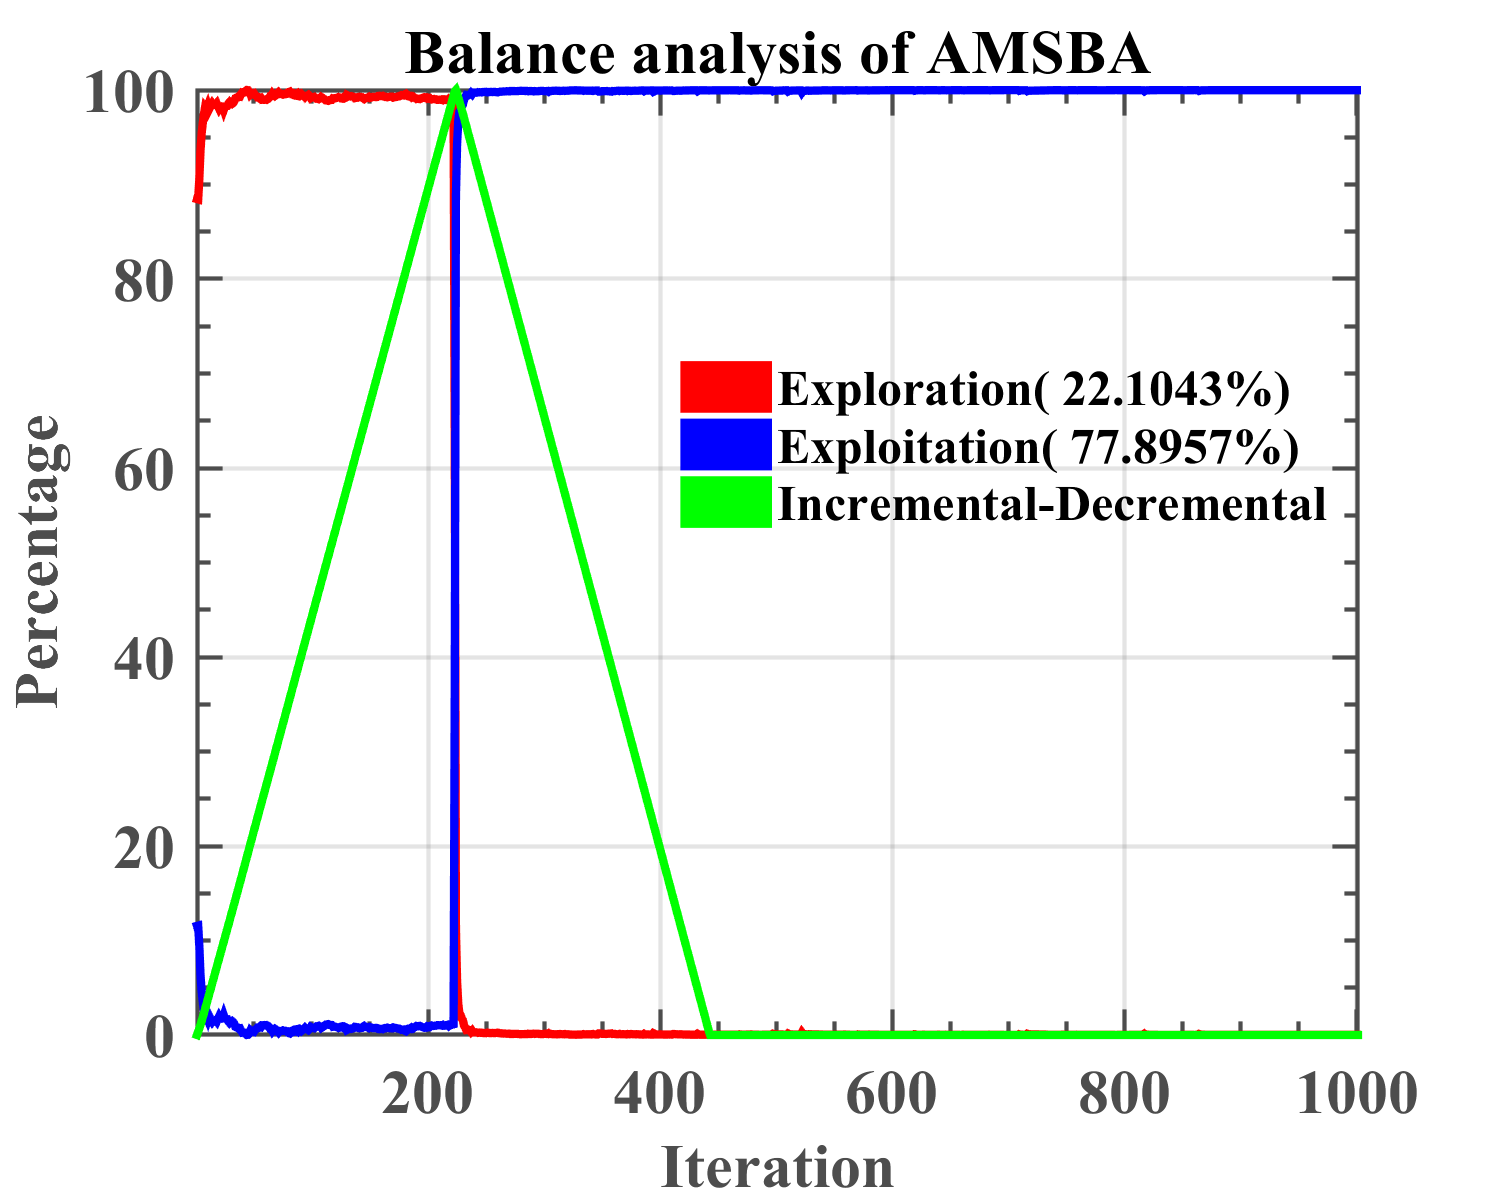 Balance analysis of AMSBA
100
80
60
40
20
0
Percentage
Exploration( 22.1043%)
Exploitation( 77.8957%)
Incremental-Decremental
200 400 600 800 1000
Iteration